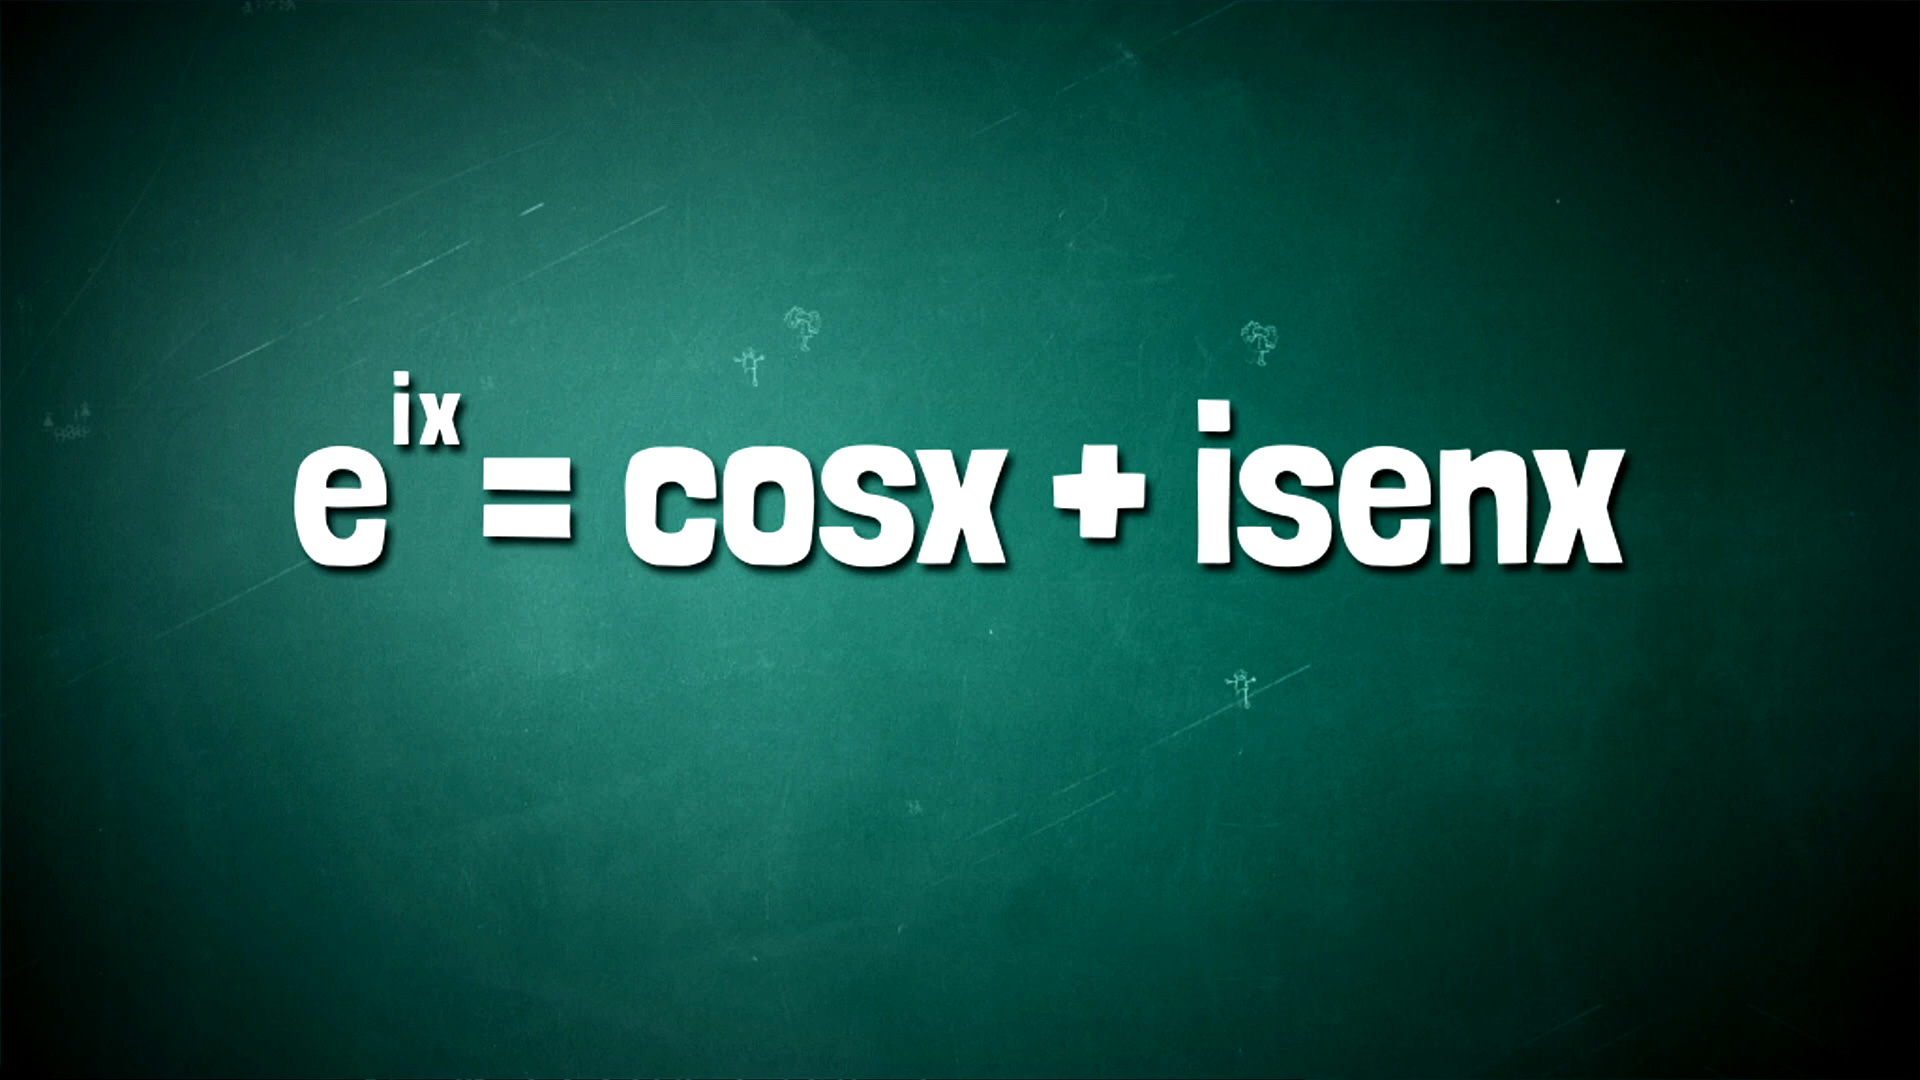 e^ix = cosx + isenx